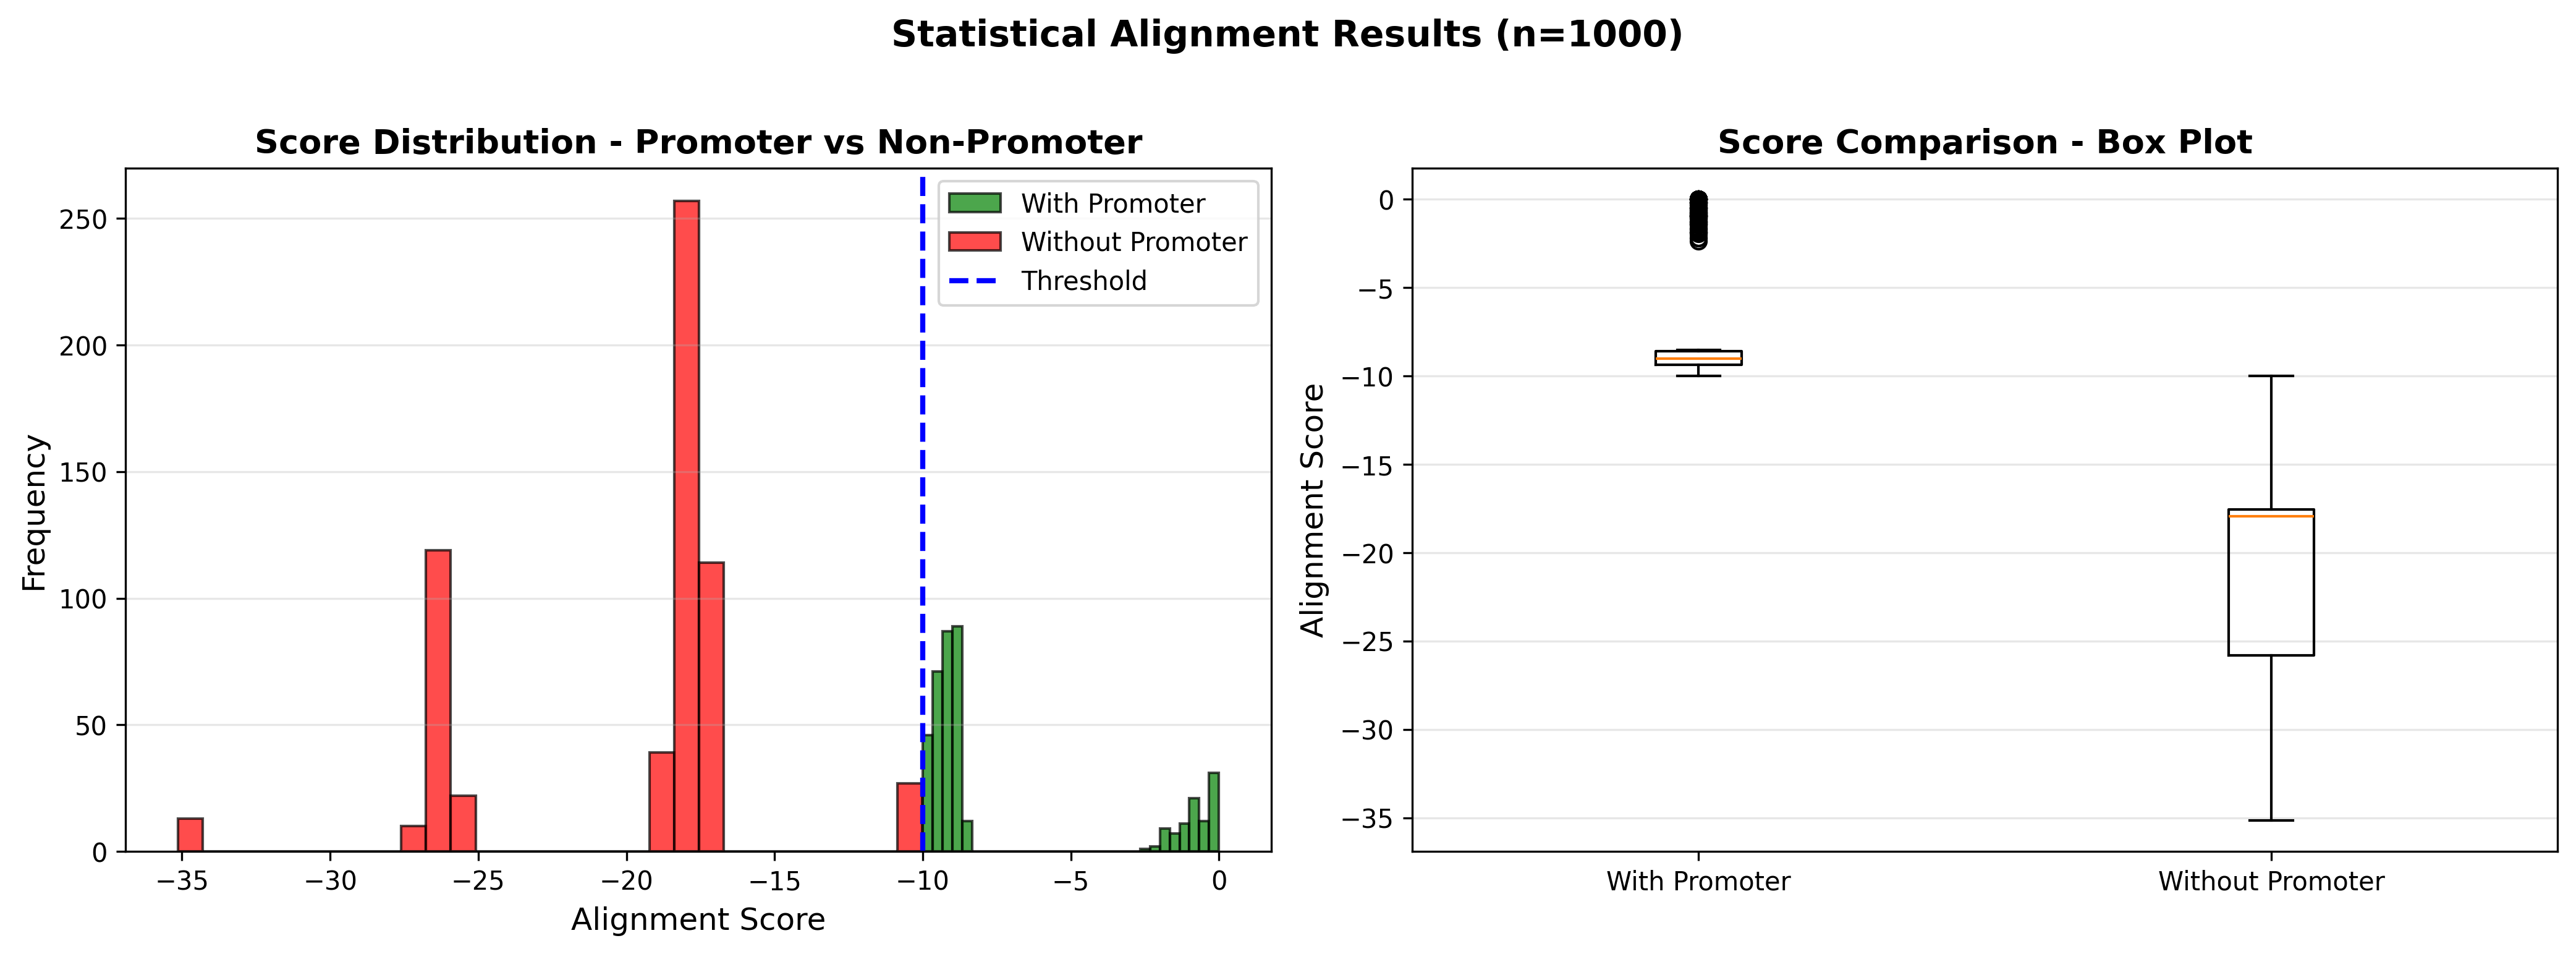 Statistical Alignment Results (n=1000)
Score Distribution - Promoter vs Non-Promoter
With Promoter
Without Promoter
Threshold
Frequency
250
200
150
100
50
0
−35
−30
−25
−20
−15
−10
−5
0
Alignment Score
Score Comparison - Box Plot
Alignment Score
0
−5
−10
−15
−20
−25
−30
−35
With Promoter
Without Promoter